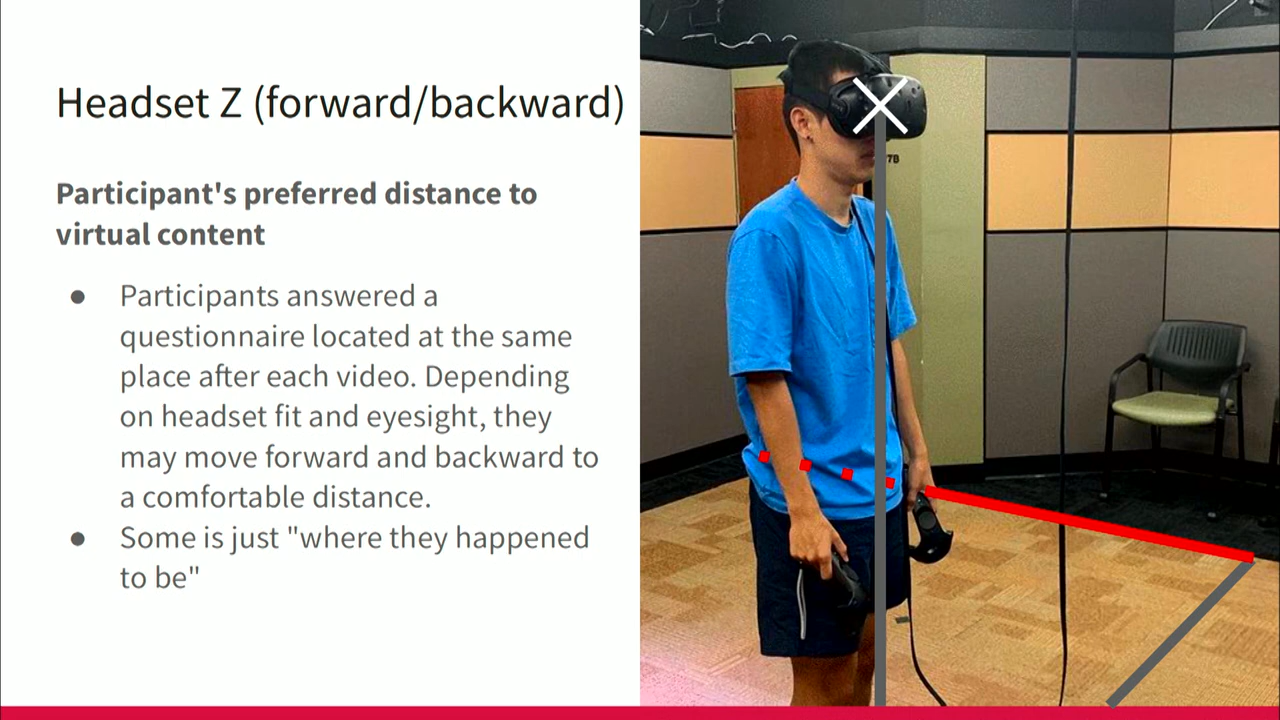 Headset Z (forward/backward)
Participant's preferred distance to
virtual content
● Participants answered a
questionnaire located at the same
place after each video. Depending
on headset fit and eyesight, they
may move forward and backward to
a comfortable distance.
● Some is just "where they happened
to be"
7B